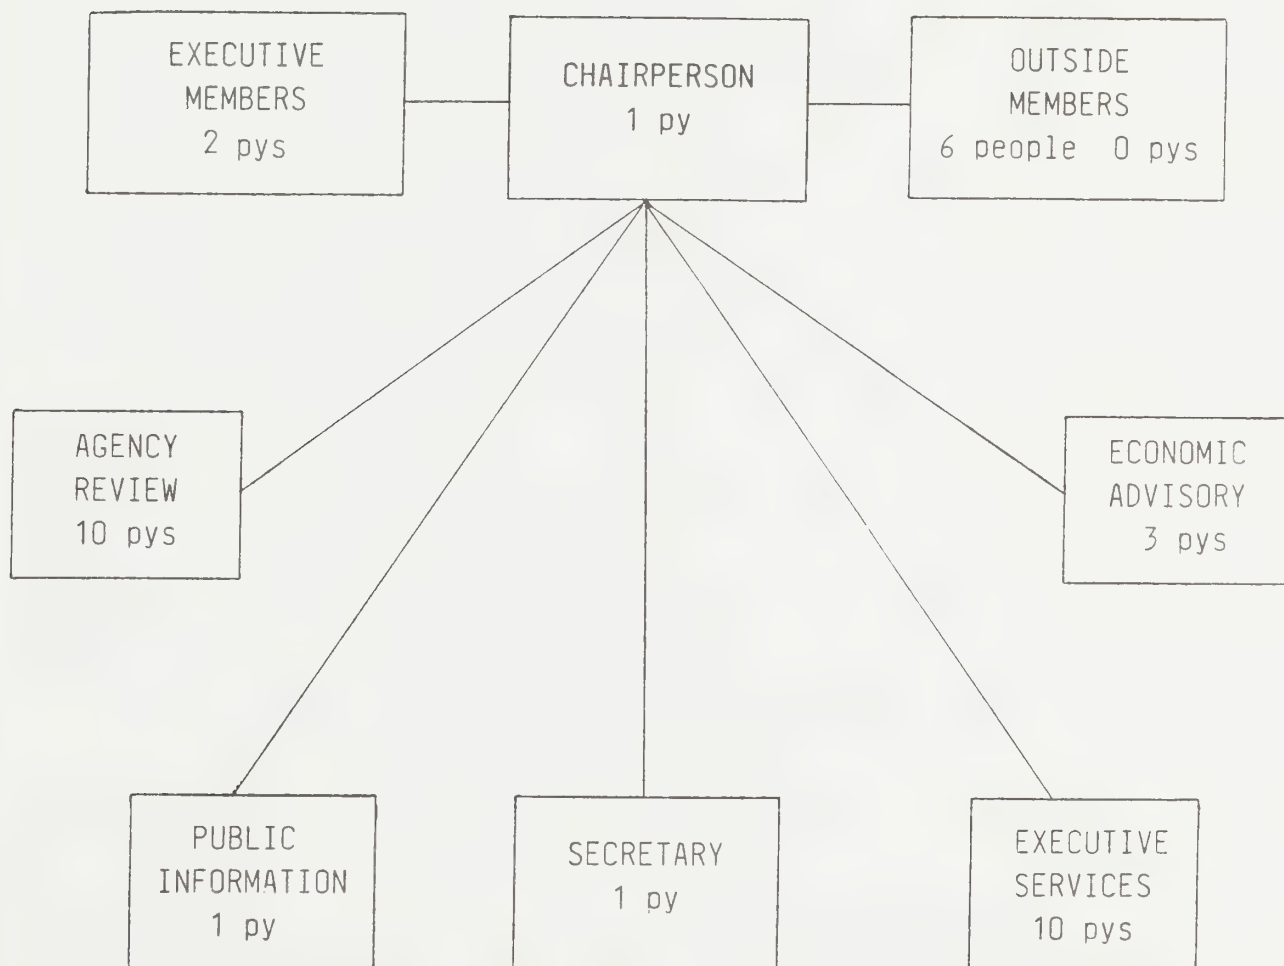 EXECUTIVE
MEMBERS
2 pys
CHAIRPERSON
1 py
OUTSIDE
MEMBERS
6 people 0 pys
AGENCY
REVIEW
10 pys
ECONOMIC
ADVISORY
3 pys
PUBLIC
INFORMATION
1 py
SECRETARY
1 py
EXECUTIVE
SERVICES
10 pys